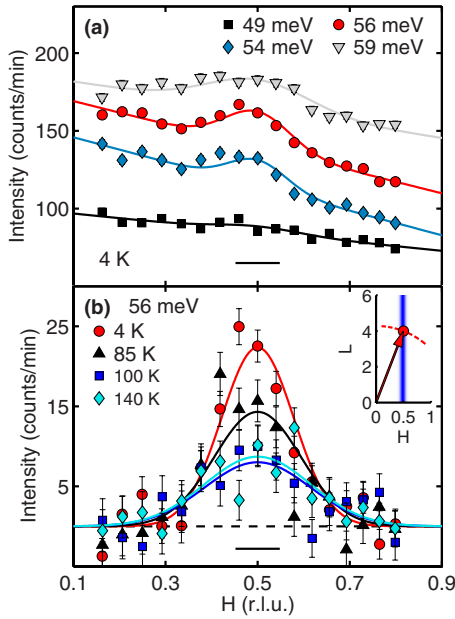 (a)
49 meV 56 meV
54 meV 59 meV
200
150
100
Intensity (counts/min)
4 K
(b) 56 meV
4 K
85 K
100 K
140 K
25
15
5
Intensity (counts/min)
6
4
2
0
L
0 1
H
0.1 0.3 0.5 0.7 0.9
H (r.l.u.)